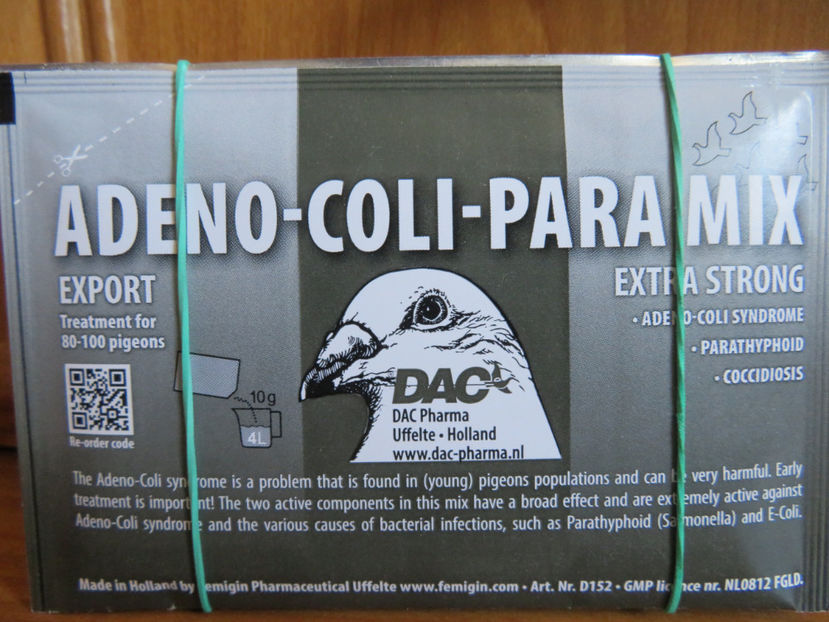 ADENO-COLI-PARA MIX
EXPORT
Treatment for
80-100 pigeons
EXTRA STRONG
• ADENO-COLI SYNDROME
• PARATHYPHOID
• COCCIDIOSIS
10 g
4L
Re-order code
DAC
DAC Pharma
Uffelte • Holland
www.dac-pharma.nl
The Adeno-Coli syndrome is a problem that is found in (young) pigeons populations and can be very harmful. Early
treatment is important! The two active components in this mix have a broad effect and are extremely active against
Adeno-Coli syndrome and the various causes of bacterial infections, such as Parathyphoid (Salmonella) and E-Coli.
Made in Holland by Femigin Pharmaceutical Uffelte www.femigin.com • Art. Nr. D152 • GMP licence nr. NL0812 FGLD.